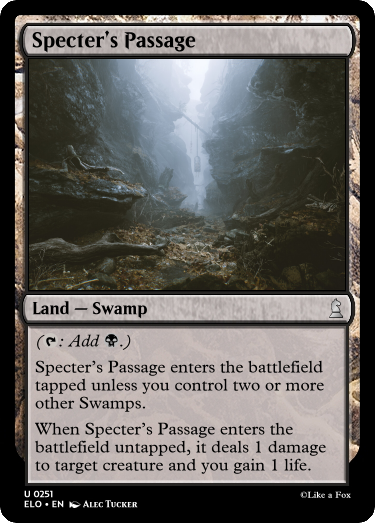 Specter's Passage
Land — Swamp
(: Add .)
Specter's Passage enters the battlefield
tapped unless you control two or more
other Swamps.
When Specter's Passage enters the
battlefield untapped, it deals 1 damage
to target creature and you gain 1 life.
U 0251
ELO • EN Alec Tucker
©Like a Fox